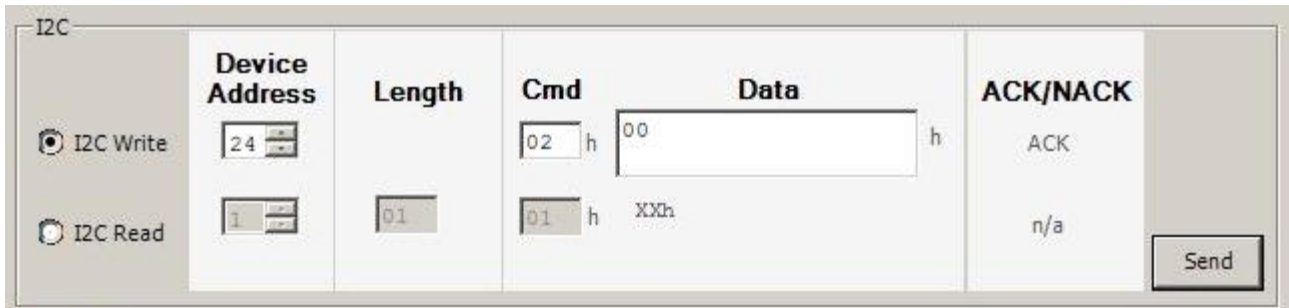 I2C
Device Address Length Cmd Data ACK/NACK
I2C Write 24 02 h 00 h ACK
I2C Read 1 01 01 h XXh n/a
Send